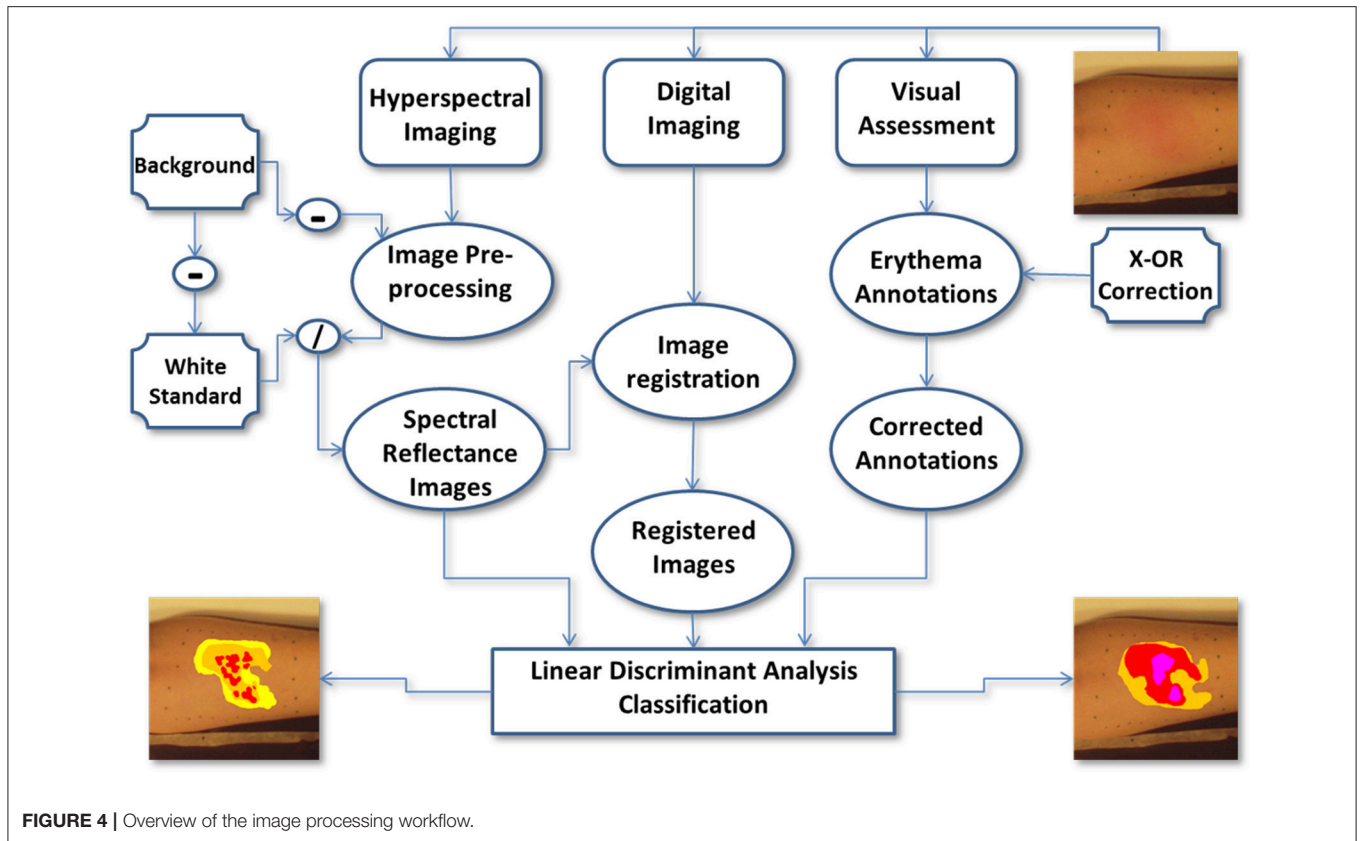 Hyperspectral
Imaging
Digital
Imaging
Visual
Assessment
Background
-
-
Image Pre-
processing
Erythema
Annotations
X-OR
Correction
White
Standard
/
Image
registration
Spectral
Reflectance
Images
Corrected
Annotations
Registered
Images
Linear Discriminant Analysis
Classification
FIGURE 4 | Overview of the image processing workflow.